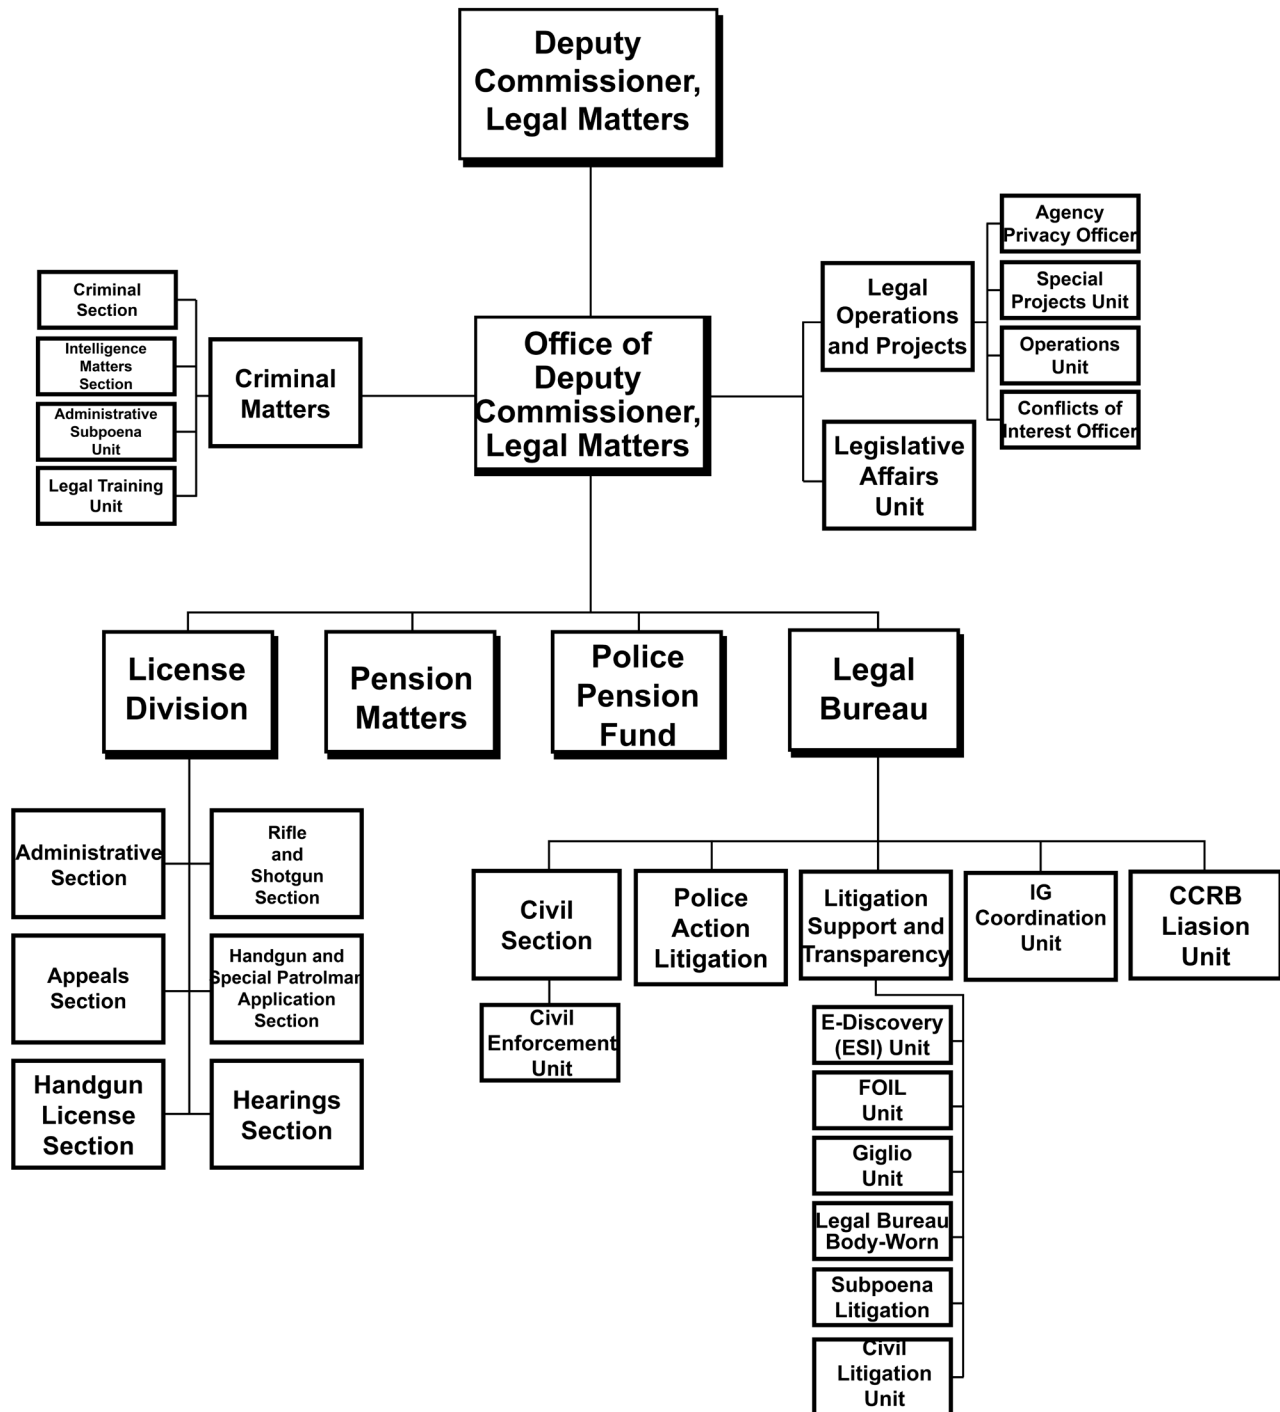 Deputy
Commissioner,
Legal Matters
Agency
Privacy Officer
Special
Projects Unit
Operations
Unit
Conflicts of
Interest Officer
Legal
Operations
and Projects
Legislative
Affairs
Unit
Office of
Deputy
Commissioner,
Legal Matters
Criminal
Matters
Criminal
Section
Intelligence
Matters
Section
Administrative
Subpoena
Unit
Legal Training
Unit
License
Division
Pension
Matters
Police
Pension
Fund
Legal
Bureau
Administrative
Section
Rifle
and
Shotgun
Section
Appeals
Section
Handgun and
Special Patrolman
Application
Section
Handgun
License
Section
Hearings
Section
Civil
Section
Police
Action
Litigation
Litigation
Support and
Transparency
IG
Coordination
Unit
CCRB
Liasion
Unit
Civil
Enforcement
Unit
E-Discovery
(ESI) Unit
FOIL
Unit
Giglio
Unit
Legal Bureau
Body-Worn
Subpoena
Litigation
Civil
Litigation
Unit